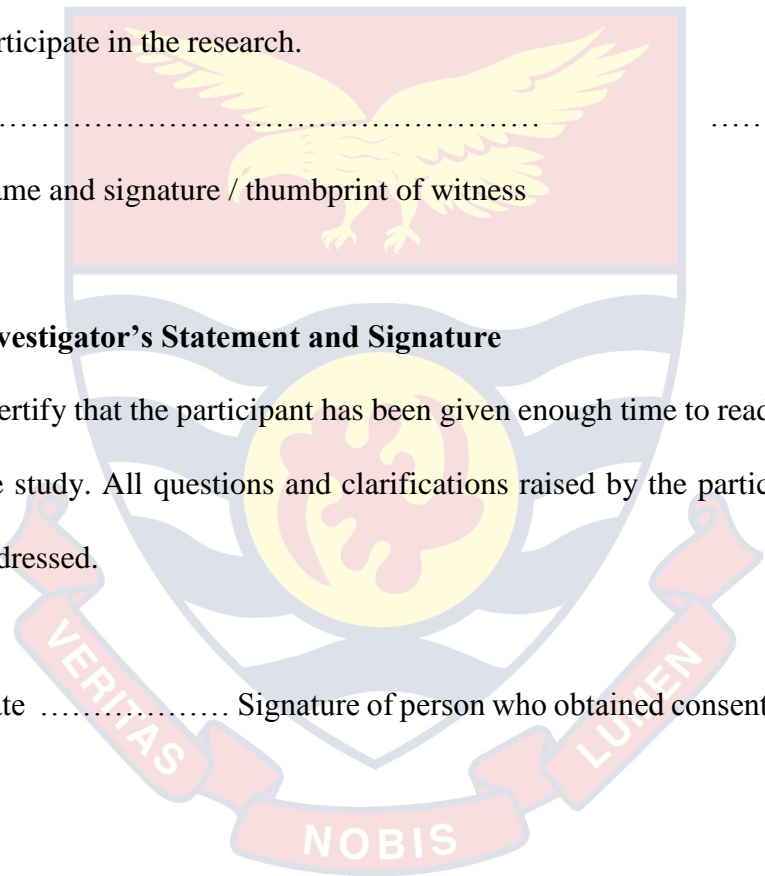 rticipate in the research.
…………………………………………… ……
ame and signature / thumbprint of witness
vestigator’s Statement and Signature
ertify that the participant has been given enough time to read
e study. All questions and clarifications raised by the partic
dressed.
ate ……………… Signature of person who obtained consent
VERITAS
NOBIS
LUMEN